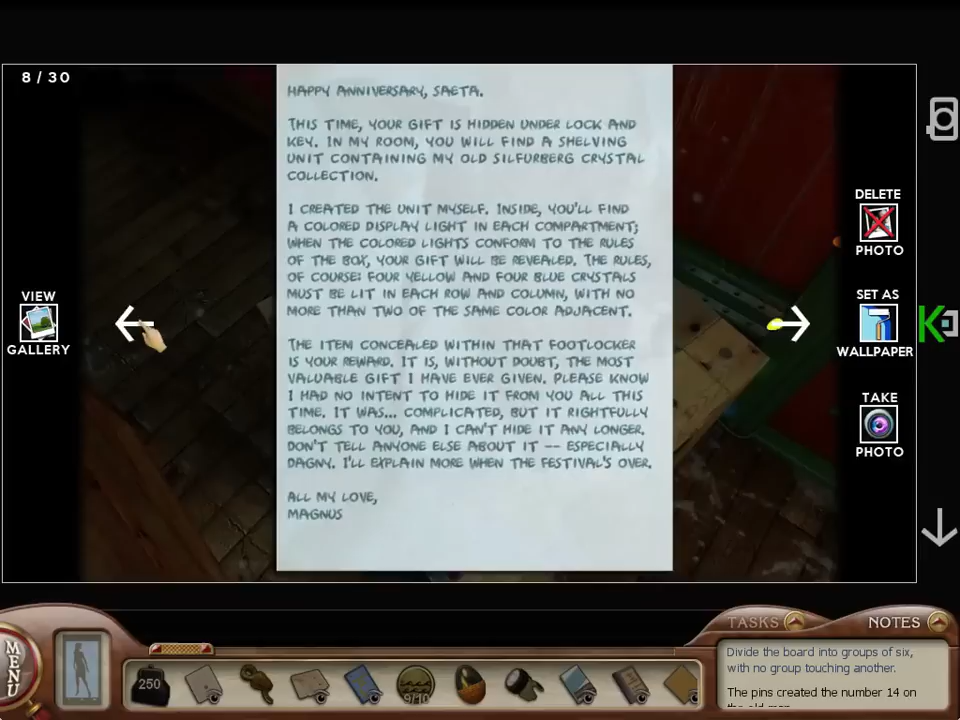 8 / 30
HAPPY ANNIVERSARY, SAETA.
THIS TIME, YOUR GIFT IS HIDDEN UNDER LOCK AND
KEY. IN MY ROOM, YOU WILL FIND A SHELVING
UNIT CONTAINING MY OLD SILFURBERG CRYSTAL
COLLECTION.
I CREATED THE UNIT MYSELF. INSIDE, YOU'LL FIND
A COLORED DISPLAY LIGHT IN EACH COMPARTMENT;
WHEN THE COLORED LIGHTS CONFORM TO THE RULES
OF THE BOX, YOUR GIFT WILL BE REVEALED. THE RULES,
OF COURSE: FOUR YELLOW AND FOUR BLUE CRYSTALS
MUST BE LIT IN EACH ROW AND COLUMN, WITH NO
MORE THAN TWO OF THE SAME COLOR ADJACENT.
THE ITEM CONCEALED WITHIN THAT FOOTLOCKER
IS YOUR REWARD. IT IS, WITHOUT DOUBT, THE MOST
VALUABLE GIFT I HAVE EVER GIVEN. PLEASE KNOW
I HAD NO INTENT TO HIDE IT FROM YOU ALL THIS
TIME. IT WAS... COMPLICATED, BUT IT RIGHTFULLY
BELONGS TO YOU, AND I CAN'T HIDE IT ANY LONGER.
DON'T TELL ANYONE ELSE ABOUT IT -- ESPECIALLY
DAGNY. I'LL EXPLAIN MORE WHEN THE FESTIVAL'S OVER.
ALL MY LOVE,
MAGNUS
VIEW
GALLERY
DELETE
PHOTO
SET AS
WALLPAPER
TAKE
PHOTO
MENU
250
9/10
TASKS
NOTES
Divide the board into groups of six,
with no group touching another.
The pins created the number 14 on